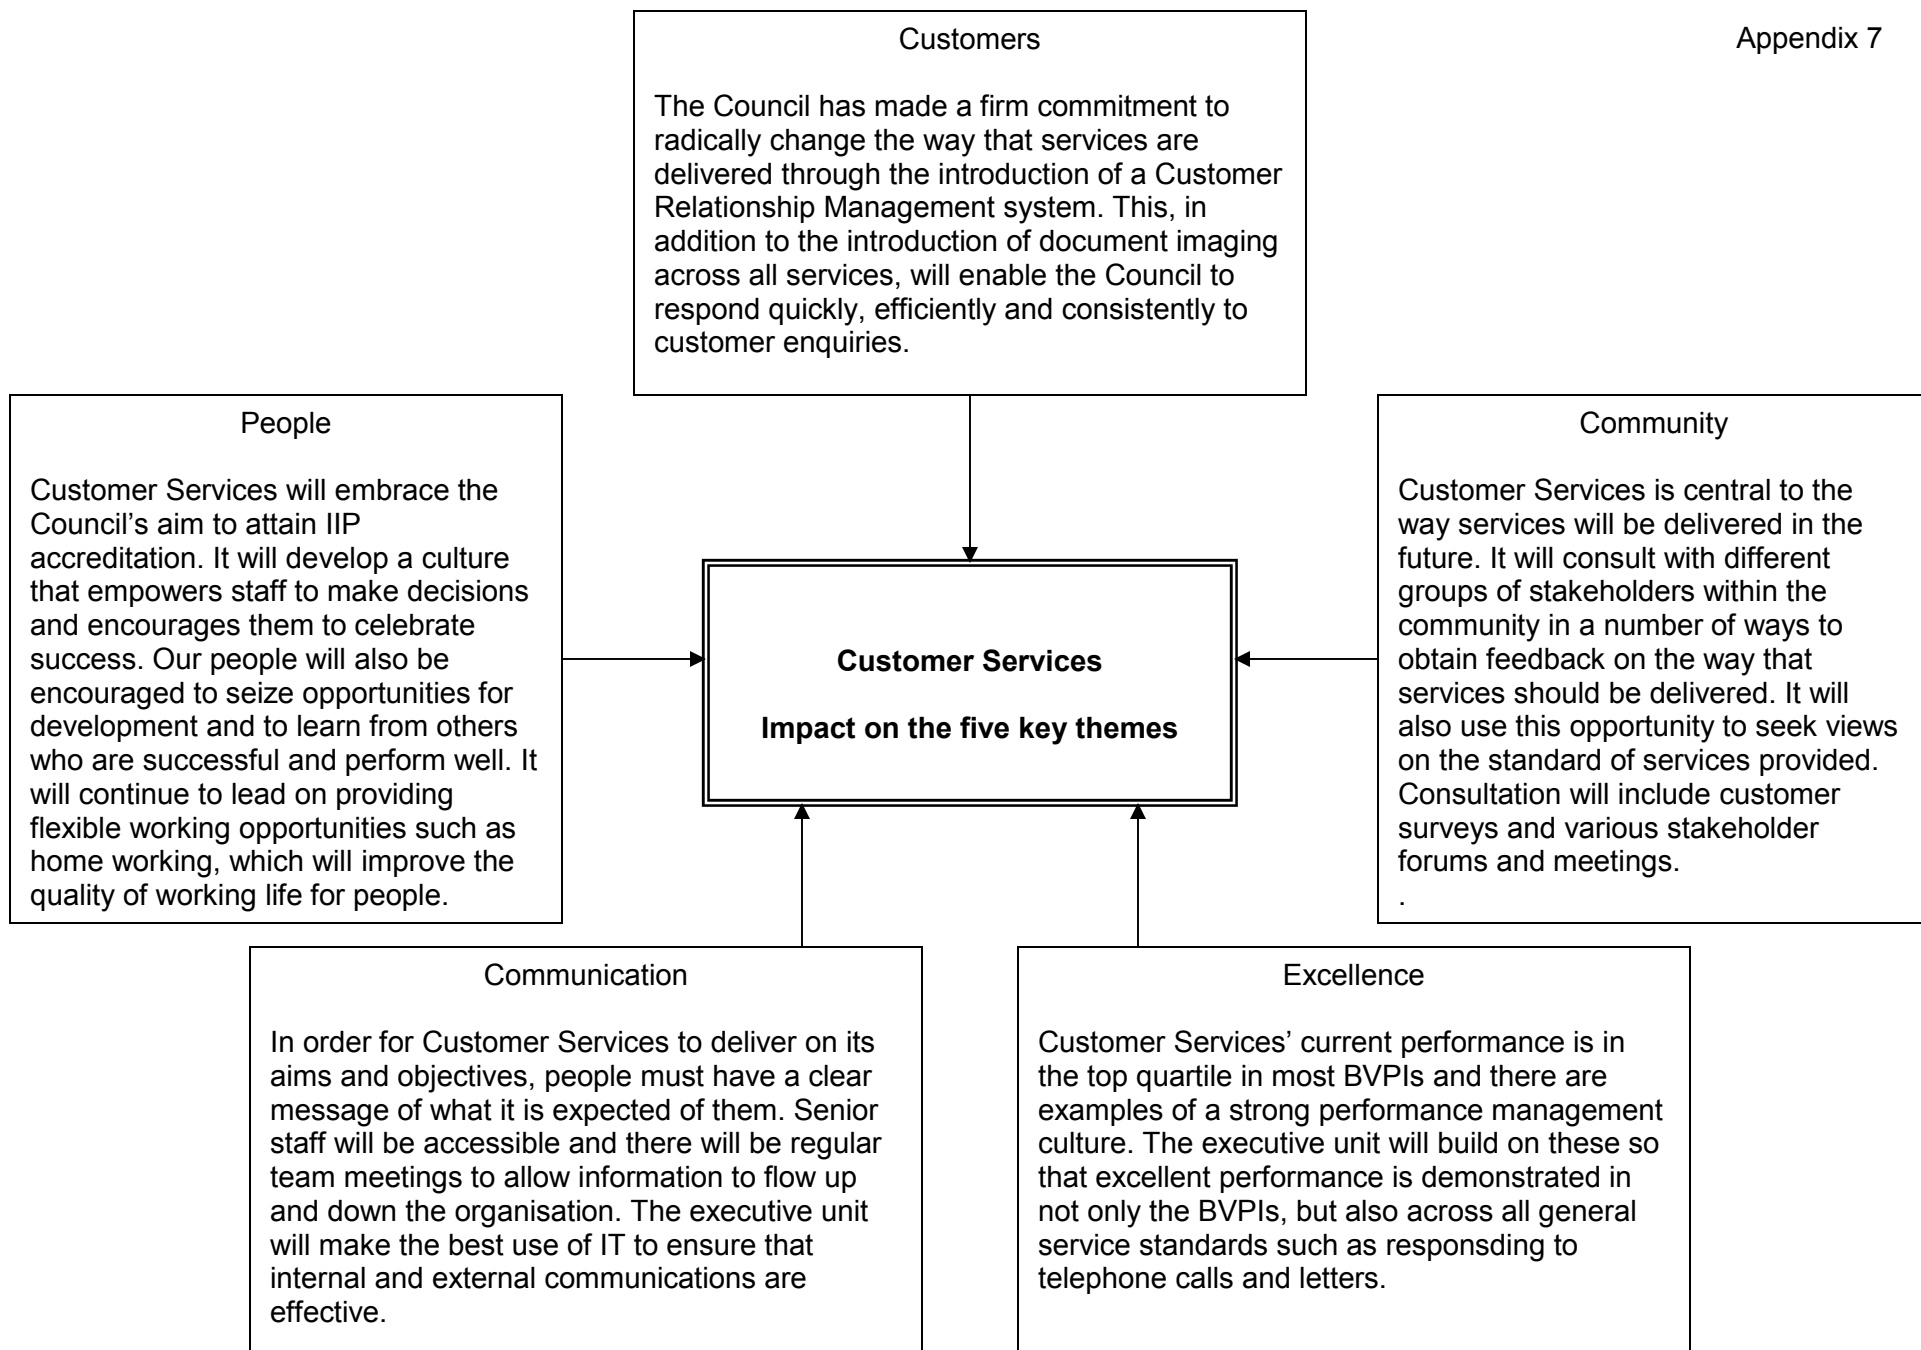 Appendix 7
Customers
The Council has made a firm commitment to
radically change the way that services are
delivered through the introduction of a Customer
Relationship Management system. This, in
addition to the introduction of document imaging
across all services, will enable the Council to
respond quickly, efficiently and consistently to
customer enquiries.
People
Customer Services will embrace the
Council’s aim to attain IIP
accreditation. It will develop a culture
that empowers staff to make decisions
and encourages them to celebrate
success. Our people will also be
encouraged to seize opportunities for
development and to learn from others
who are successful and perform well. It
will continue to lead on providing
flexible working opportunities such as
home working, which will improve the
quality of working life for people.
Customer Services
Impact on the five key themes
Community
Customer Services is central to the
way services will be delivered in the
future. It will consult with different
groups of stakeholders within the
community in a number of ways to
obtain feedback on the way that
services should be delivered. It will
also use this opportunity to seek views
on the standard of services provided.
Consultation will include customer
surveys and various stakeholder
forums and meetings.
.
Communication
In order for Customer Services to deliver on its
aims and objectives, people must have a clear
message of what it is expected of them. Senior
staff will be accessible and there will be regular
team meetings to allow information to flow up
and down the organisation. The executive unit
will make the best use of IT to ensure that
internal and external communications are
effective.
Excellence
Customer Services’ current performance is in
the top quartile in most BVPIs and there are
examples of a strong performance management
culture. The executive unit will build on these so
that excellent performance is demonstrated in
not only the BVPIs, but also across all general
service standards such as responsding to
telephone calls and letters.